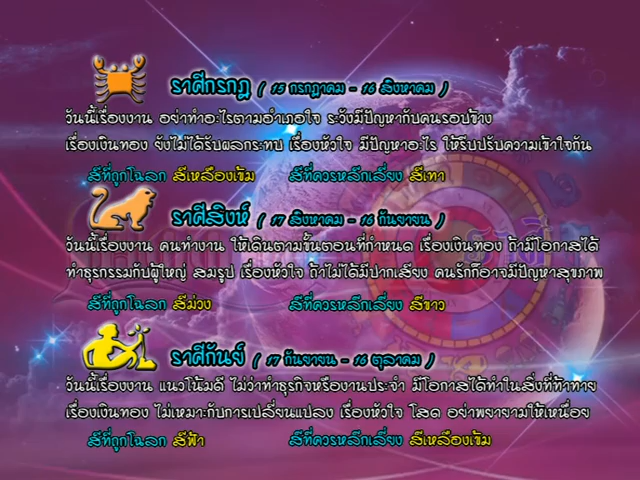 ราศีกรกฎ ( 15 กรกฎาคม - 16 สิงหาคม )
วันนี้เรื่องงาน อย่าทำอะไรตามอำเภอใจ ระวังมีปัญหากับคนรอบข้าง
เรื่องเงินทอง ยังไม่ได้รับผลกระทบ เรื่องหัวใจ มีปัญหาอะไร ให้รีบปรับความเข้าใจกัน
สีที่ถูกโฉลก สีเหลืองเข้ม สีที่ควรหลีกเลี่ยง สีเทา
ราศีสิงห์ ( 17 สิงหาคม - 16 กันยายน )
วันนี้เรื่องงาน คนทำงาน ให้เดินตามขั้นตอนที่กำหนด เรื่องเงินทอง ถ้ามีโอกาสได้
ทำธุรกรรมกับผู้ใหญ่ สมรูป เรื่องหัวใจ ถ้าไม่ได้มีปากเสียง คนรักก็อาจมีปัญหาสุขภาพ
สีที่ถูกโฉลก สีม่วง สีที่ควรหลีกเลี่ยง สีขาว
ราศีกันย์ ( 17 กันยายน - 16 ตุลาคม )
วันนี้เรื่องงาน แนวโน้มดี ไม่ว่าทำธุรกิจหรืองานประจำ มีโอกาสได้ทำในสิ่งที่ท้าทาย
เรื่องเงินทอง ไม่เหมาะกับการเปลี่ยนแปลง เรื่องหัวใจ โสด อย่าพยายามให้เหนื่อย
สีที่ถูกโฉลก สีฟ้า สีที่ควรหลีกเลี่ยง สีเหลืองเข้ม